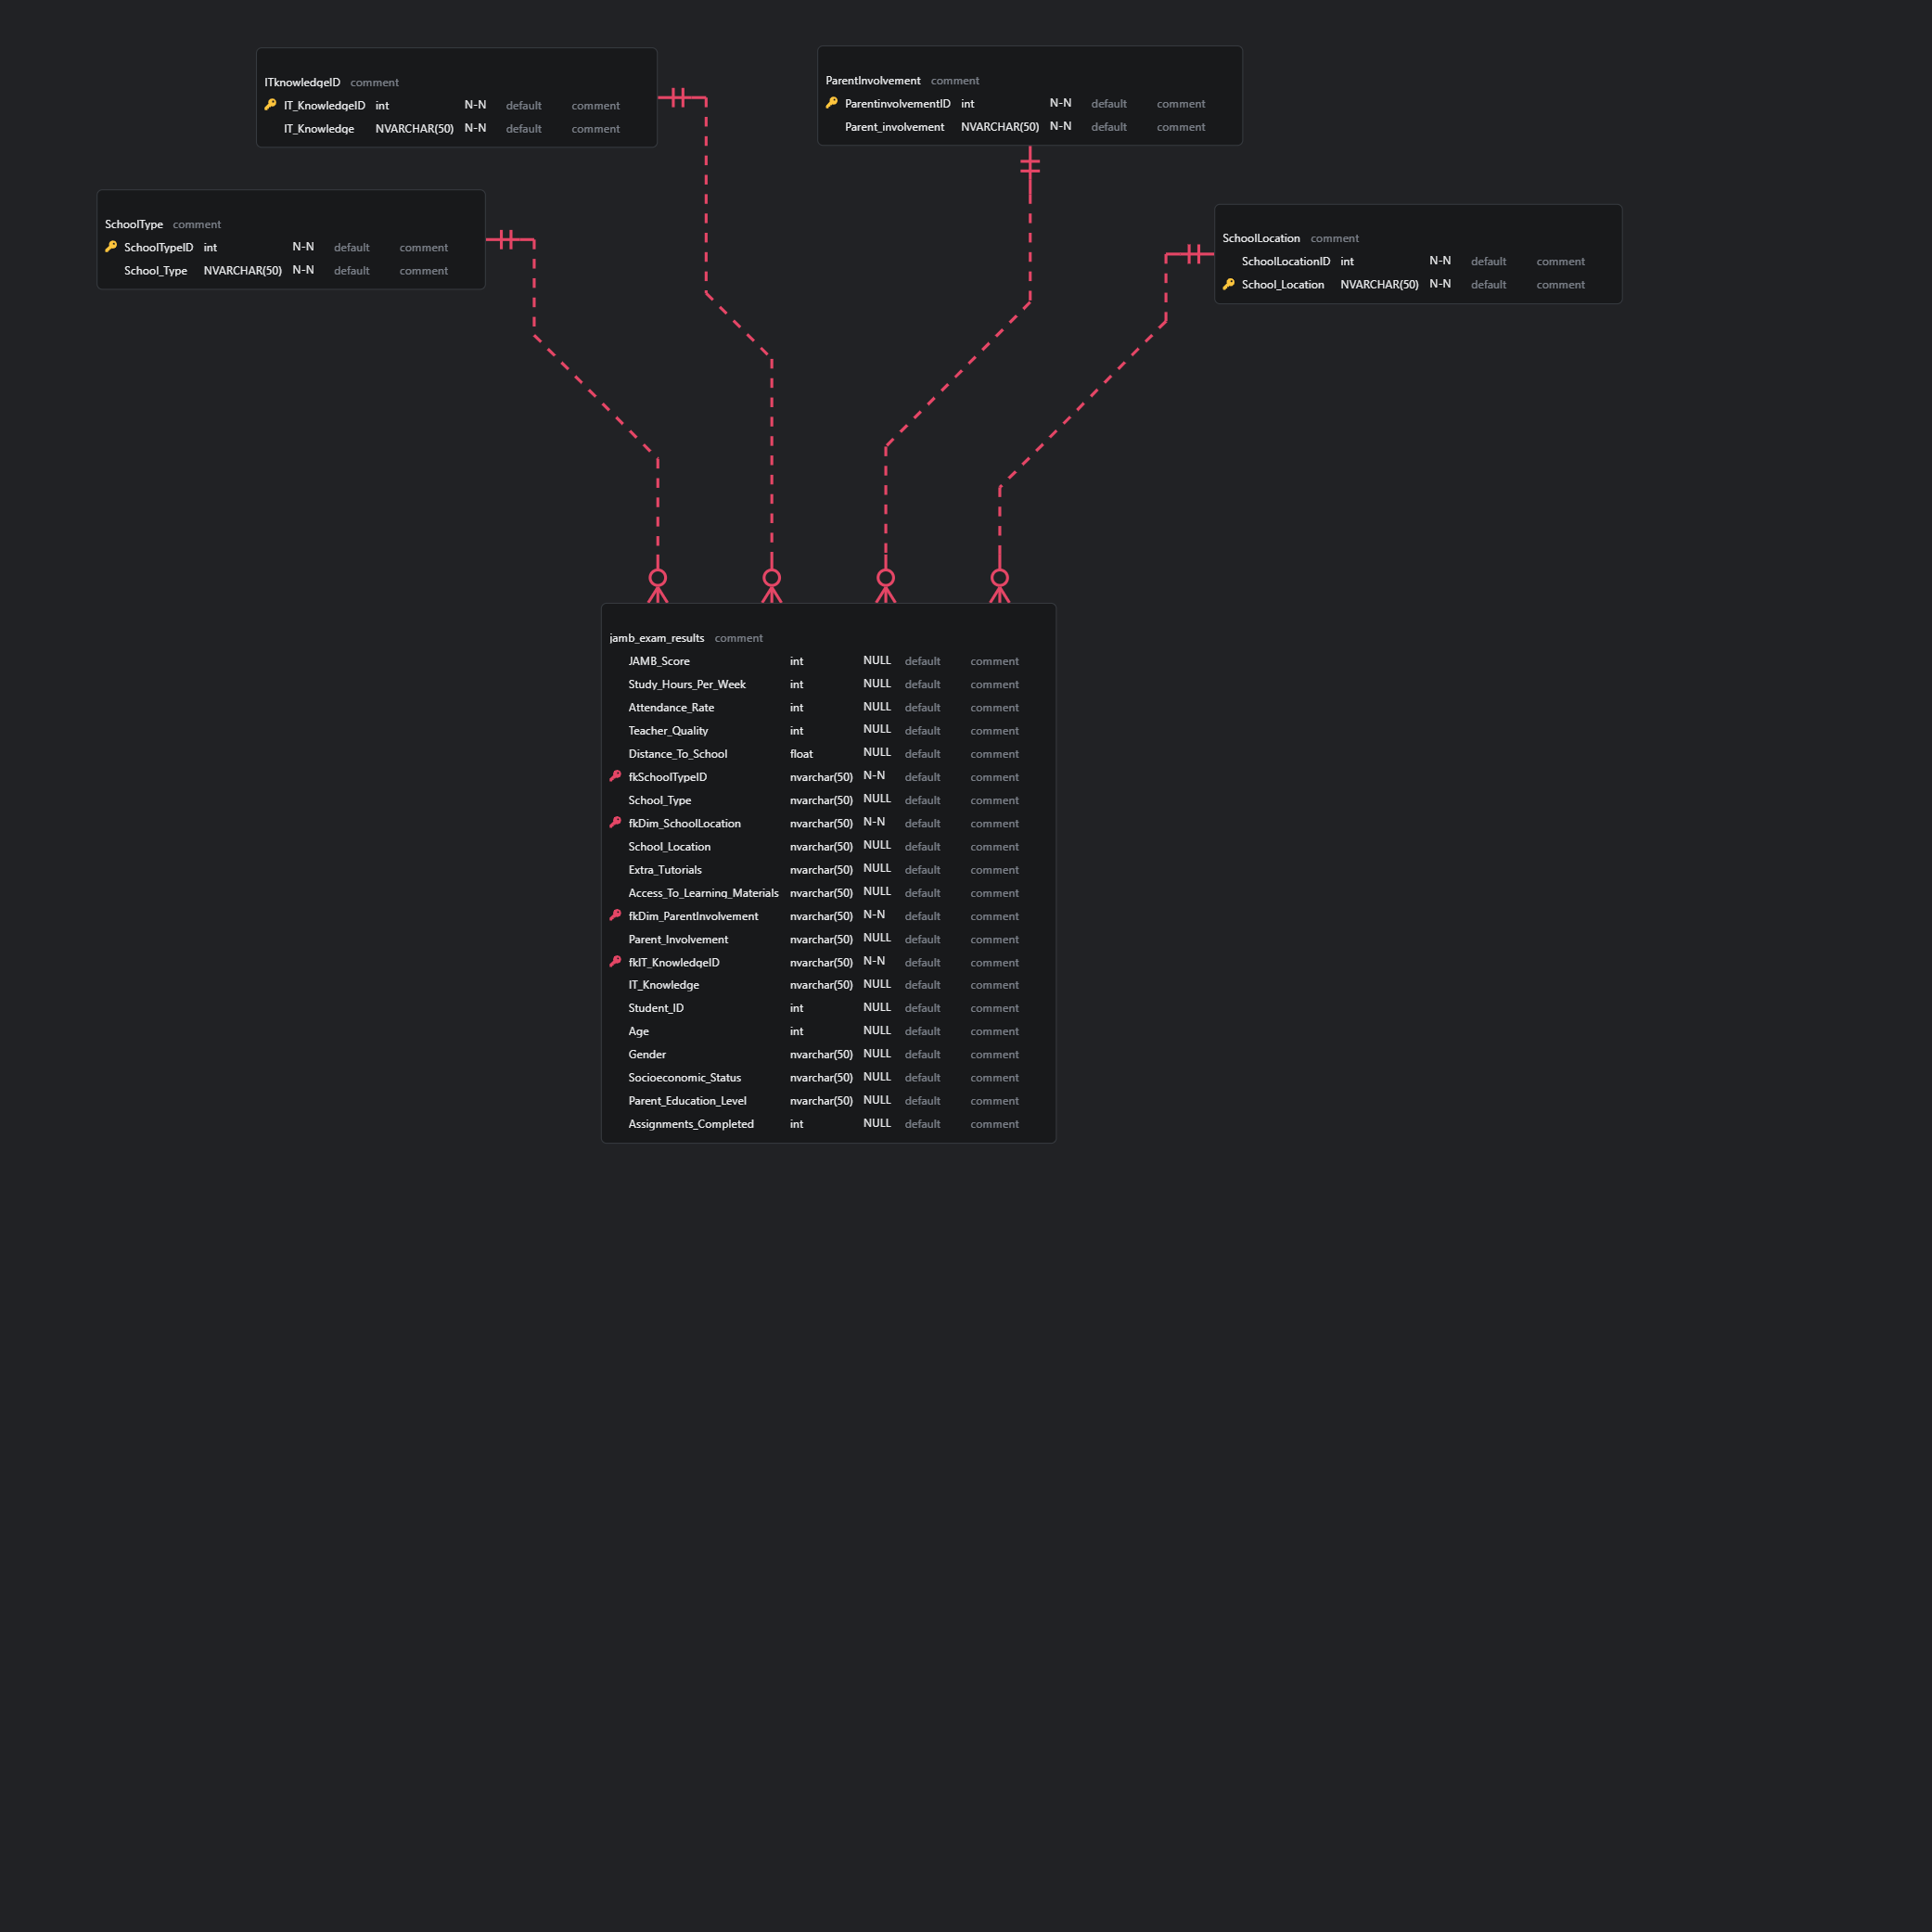 ITknowledgeID comment
IT_KnowledgeID int N-N default comment
IT_Knowledge NVARCHAR(50) N-N default comment
ParentInvolvement comment
ParentinvolvementID int N-N default comment
Parent_involvement NVARCHAR(50) N-N default comment
SchoolType comment
SchoolTypeID int N-N default comment
School_Type NVARCHAR(50) N-N default comment
SchoolLocation comment
SchoolLocationID int N-N default comment
School_Location NVARCHAR(50) N-N default comment
jamb_exam_results comment
JAMB_Score int NULL default comment
Study_Hours_Per_Week int NULL default comment
Attendance_Rate int NULL default comment
Teacher_Quality int NULL default comment
Distance_To_School float NULL default comment
fkSchoolTypeID nvarchar(50) N-N default comment
School_Type nvarchar(50) NULL default comment
fkDim_SchoolLocation nvarchar(50) N-N default comment
School_Location nvarchar(50) NULL default comment
Extra_Tutorials nvarchar(50) NULL default comment
Access_To_Learning_Materials nvarchar(50) NULL default comment
fkDim_ParentInvolvement nvarchar(50) N-N default comment
Parent_Involvement nvarchar(50) NULL default comment
fkIT_KnowledgeID nvarchar(50) N-N default comment
IT_Knowledge nvarchar(50) NULL default comment
Student_ID int NULL default comment
Age int NULL default comment
Gender nvarchar(50) NULL default comment
Socioeconomic_Status nvarchar(50) NULL default comment
Parent_Education_Level nvarchar(50) NULL default comment
Assignments_Completed int NULL default comment